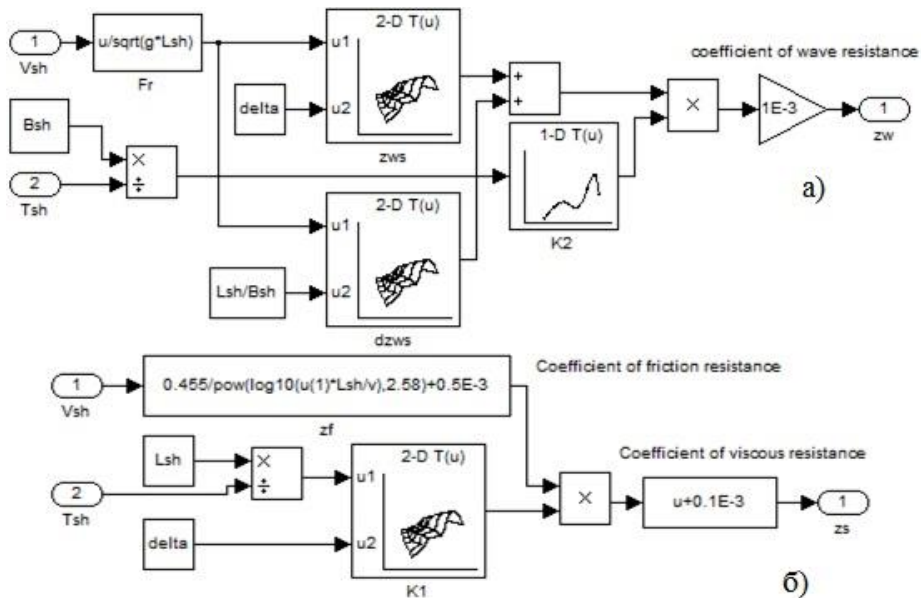 1
Vsh
u/sqrt(g*Lsh)
Fr
2-D T(u)
u1
u2
zws
delta
Bsh
×
÷
2
Tsh
+
+
coefficient of wave resistance
×
1E-3
1
zw
1-D T(u)
K2
а)
2-D T(u)
u1
u2
dzws
Lsh/Bsh
1
Vsh
0.455/pow(log10(u(1)*Lsh/v),2.58)+0.5E-3
zf
Coefficient of friction resistance
Lsh
×
÷
2
Tsh
2-D T(u)
u1
u2
K1
delta
×
Coefficient of viscous resistance
u+0.1E-3
1
zs
б)